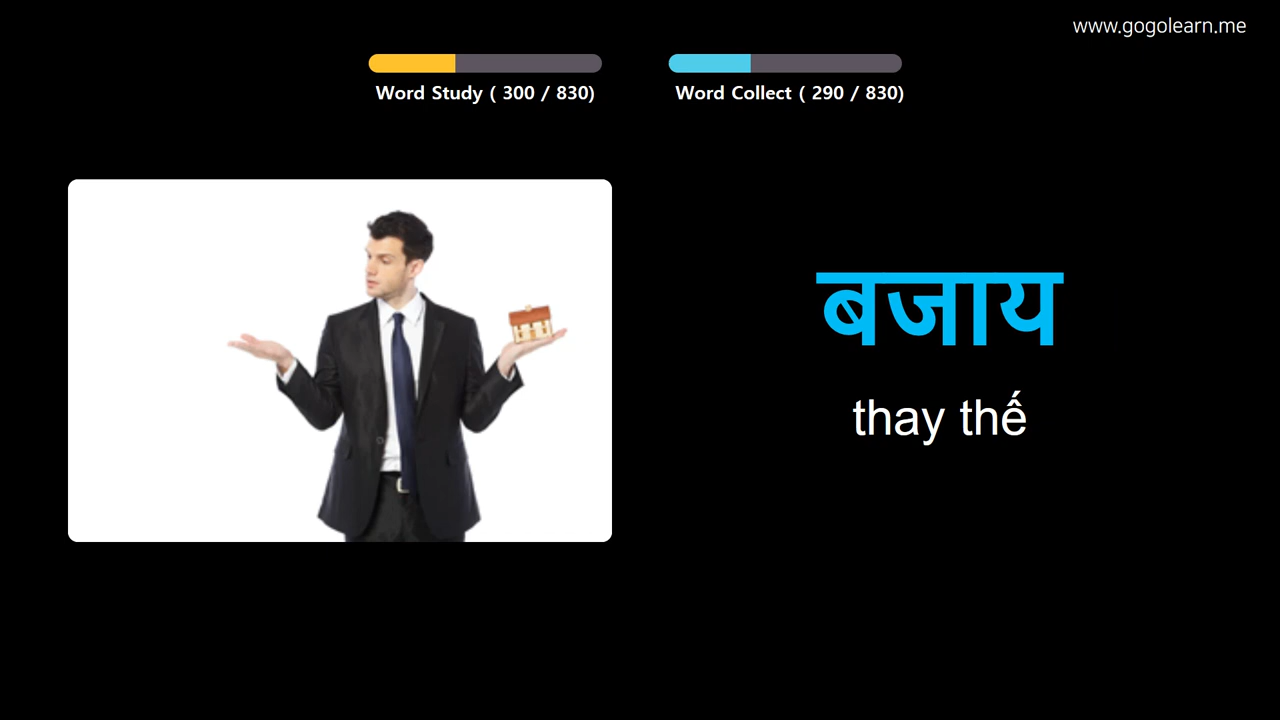 www.gogolearn.me
Word Study ( 300 / 830)
Word Collect ( 290 / 830)
बजाय
thay thế